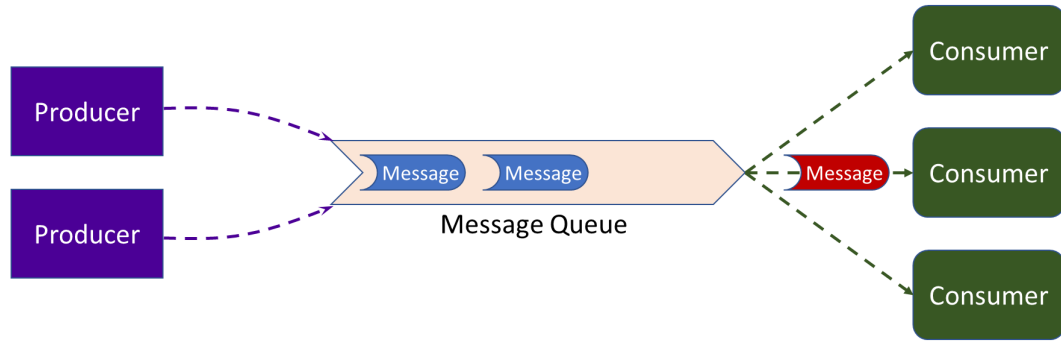 Producer
Producer
Message
Message
Message Queue
Message
Consumer
Consumer
Consumer